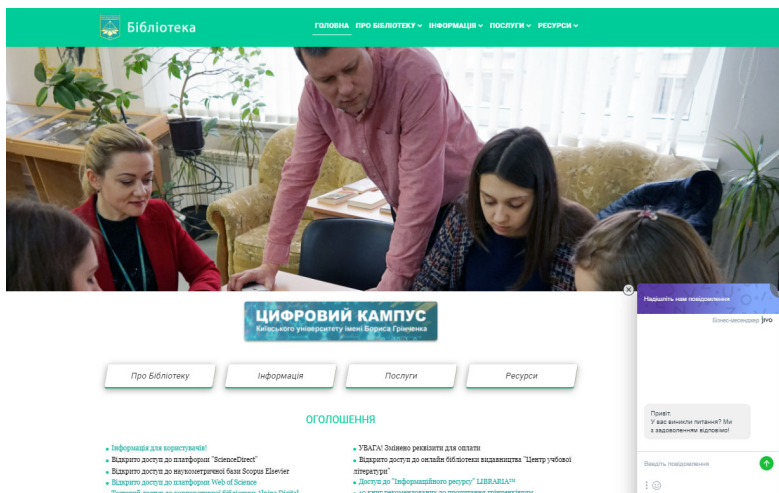 Бібліотека
ГОЛОВНА ПРО БІБЛІОТЕКУ ІНФОРМАЦІЯ ПОСЛУГИ РЕСУРСИ
ЦИФРОВИЙ КАМПУС
Київського університету імені Бориса Грінченка
Про Бібліотеку
Інформація
Послуги
Ресурси
ОГОЛОШЕННЯ
Інформація для користувачів!
Відкрито доступ до платформи "ScienceDirect"
Відкрито доступ до наукометричної бази Scopus Elsevier
Відкрито доступ до платформи Web of Science
УВАГА! Змінено реквізити для оплати
Відкрито доступ до онлайн бібліотеки видавництва "Центр учбової
літератури"
Доступ до "Інформаційного ресурсу" LIBRARIA™
Надішліть нам повідомлення
Бізнес-месенджер jivo
Привіт.
У вас виникли питання? Ми
з задоволенням відповімо!
Введіть повідомлення